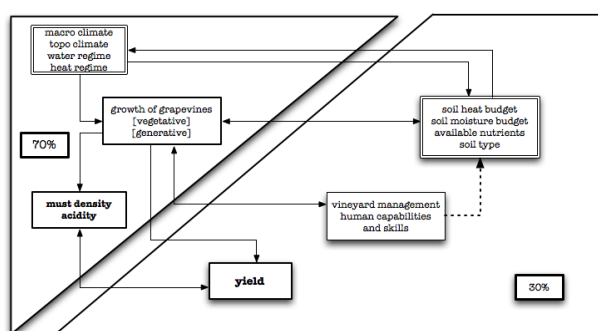 macro climate
topo climate
water regime
heat regime
growth of grapevines
[vegetative]
[generative]
soil heat budget
soil moisture budget
available nutrients
soil type
70%
must density
acidity
vineyard management
human capabilities
and skills
yield
30%